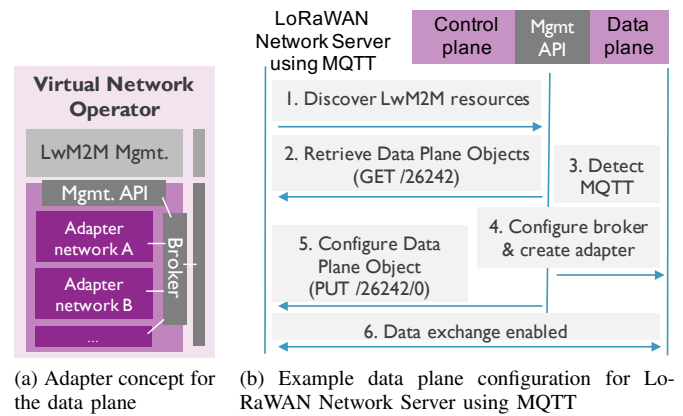 Virtual Network
Operator
LwM2M Mgmt.
Mgmt. API
Adapter
network A
Adapter
network B
...
Broker
(a) Adapter concept for
the data plane
LoRaWAN
Network Server
using MQTT
Control
plane
Mgmt
API
Data
plane
1. Discover LwM2M resources
2. Retrieve Data Plane Objects
(GET /26242)
3. Detect
MQTT
4. Configure broker
& create adapter
5. Configure Data
Plane Object
(PUT /26242/0)
6. Data exchange enabled
(b) Example data plane configuration for Lo-
RaWAN Network Server using MQTT